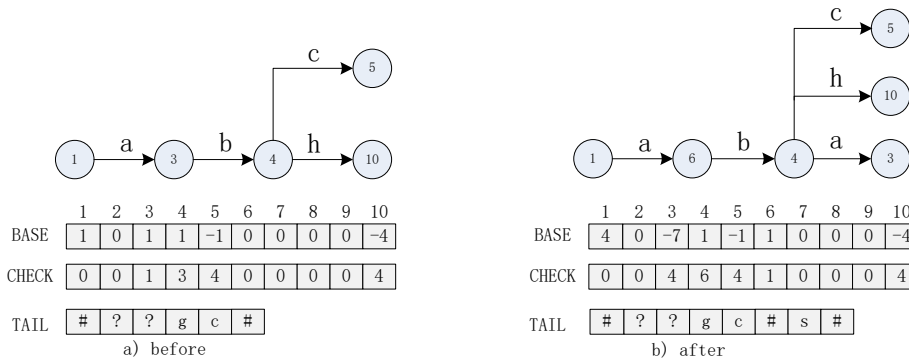 c
5
a
b
h
1
3
4
10
1 2 3 4 5 6 7 8 9 10
BASE 1 0 1 1 -1 0 0 0 0 -4
CHECK 0 0 1 3 4 0 0 0 0 4
TAIL # ? ? g c #
a) before
c
5
h
10
a
b
a
1
6
4
3
1 2 3 4 5 6 7 8 9 10
BASE 4 0 -7 1 -1 1 0 0 0 -4
CHECK 0 0 4 6 4 1 0 0 0 4
TAIL # ? ? g c # s #
b) after